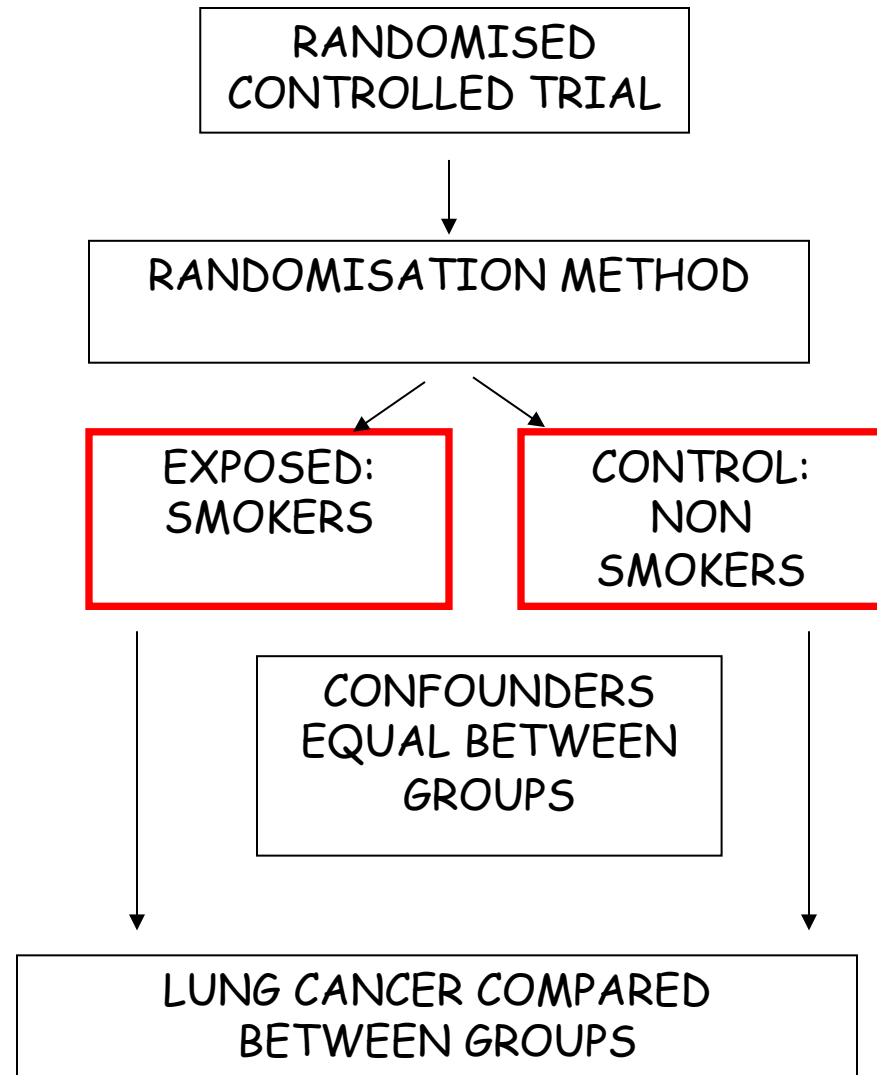 RANDOMISED
CONTROLLED TRIAL
RANDOMISATION METHOD
EXPOSED:
SMOKERS
CONTROL:
NON
SMOKERS
CONFOUNDERS
EQUAL BETWEEN
GROUPS
LUNG CANCER COMPARED
BETWEEN GROUPS